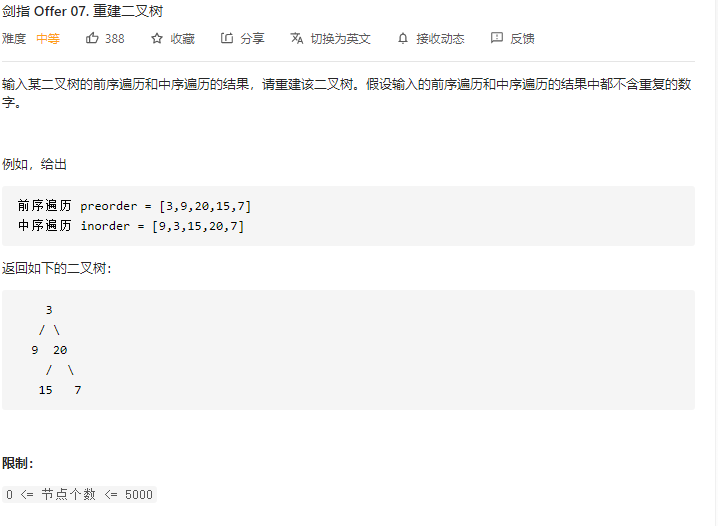 剑指 Offer 07. 重建二叉树
难度 中等 388 收藏 分享 切换为英文 接收动态 反馈
输入某二叉树的前序遍历和中序遍历的结果，请重建该二叉树。假设输入的前序遍历和中序遍历的结果中都不含重复的数
字。
例如，给出
前序遍历 preorder = [3,9,20,15,7]
中序遍历 inorder = [9,3,15,20,7]
返回如下的二叉树：
3
/ \
9 20
/ \
15 7
限制：
0 <= 节点个数 <= 5000